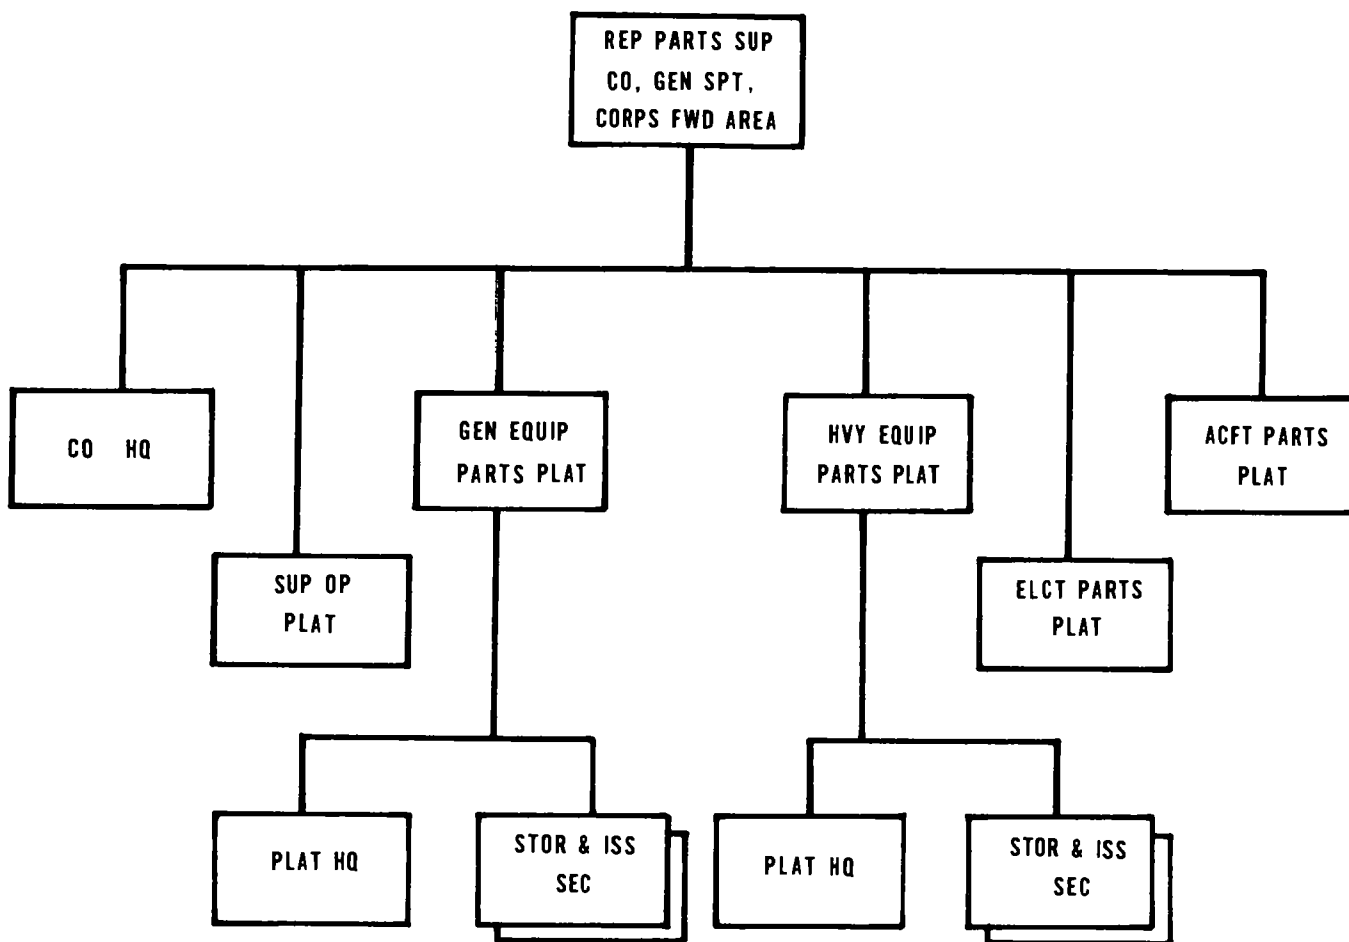 REP PARTS SUP
CO, GEN SPT,
CORPS FWD AREA
CO HQ
GEN EQUIP
PARTS PLAT
HVY EQUIP
PARTS PLAT
ACFT PARTS
PLAT
SUP OP
PLAT
ELCT PARTS
PLAT
PLAT HQ
STOR & ISS
SEC
PLAT HQ
STOR & ISS
SEC